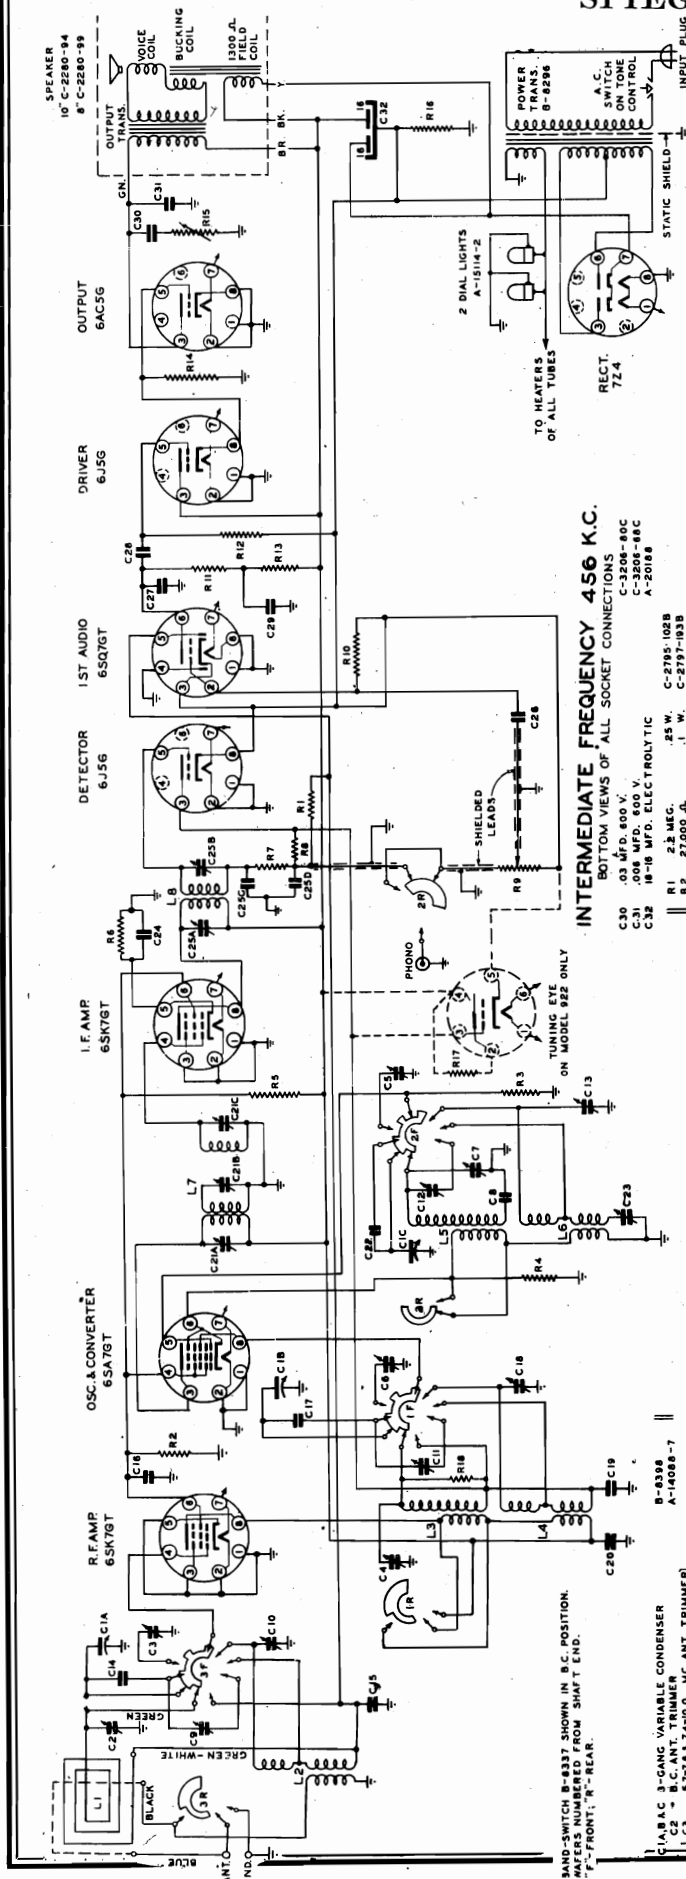 SPEAKER
10" C-2280-94
8" C-2280-99
OUTPUT
TRANS.
VOICE
COIL
BUCKING
COIL
1300 Ω
FIELD
COIL
Y
BK.
BR.
GN.
C30
C31
R15
16
16
C32
R16
POWER
TRANS.
B-8296
A.C.
SWITCH
ON TONE
CONTROL
INPUT PLUG
STATIC SHIELD
2 DIAL LIGHTS
A-15114-2
TO HEATERS
OF ALL TUBES
RECT.
7Z4
OUTPUT
6AC5G
R14
DRIVER
6J5G
C28
R12
C27
R11
R13
C29
1ST AUDIO
6SQ7GT
R10
DETECTOR
6J5G
C26
SHIELDED
LEADS
R1
R9
2R
C25B
L8
C25A
C25C
R7
R8
C25D
R6
C24
PHONO
TUNING EYE
ON MODEL 922 ONLY
R17
I.F. AMP.
6SK7GT
R5
C21C
L7
C21B
C21A
C5
2F
R3
C13
C12
C7
C8
C22
C1C
L5
L6
C23
2R
R4
OSC. & CONVERTER
6SA7GT
C1B
C17
C6
1F
C11
R18
C18
C19
L3
L4
C20
C4
1R
R2
C16
R.F. AMP.
6SK7GT
C1A
C14
C3
3F
C10
C2
GREEN
C9
GREEN-WHITE
L2
C15
L1
BLACK
3R
BLUE
ANT.
ND.
INTERMEDIATE FREQUENCY 456 K.C.
BOTTOM VIEWS OF ALL SOCKET CONNECTIONS
C30 .03 MFD. 600 V. C-3206-80C
C31 .006 MFD. 600 V. C-3206-68C
C32 16-16 MFD. ELECTROLYTIC A-20188
R1 2.2 MEG. .25 W. C-2795-102B
R2 27,000 Ω .1 W. C-2797-193B
BAND-SWITCH B-8337 SHOWN IN B.C. POSITION.
WAFERS NUMBERED FROM SHAFT END.
"F"-FRONT; "R"-REAR.
C1A,B&C 3-GANG VARIABLE CONDENSER B-8398
C2 B.C. ANT. TRIMMER A-14088-7